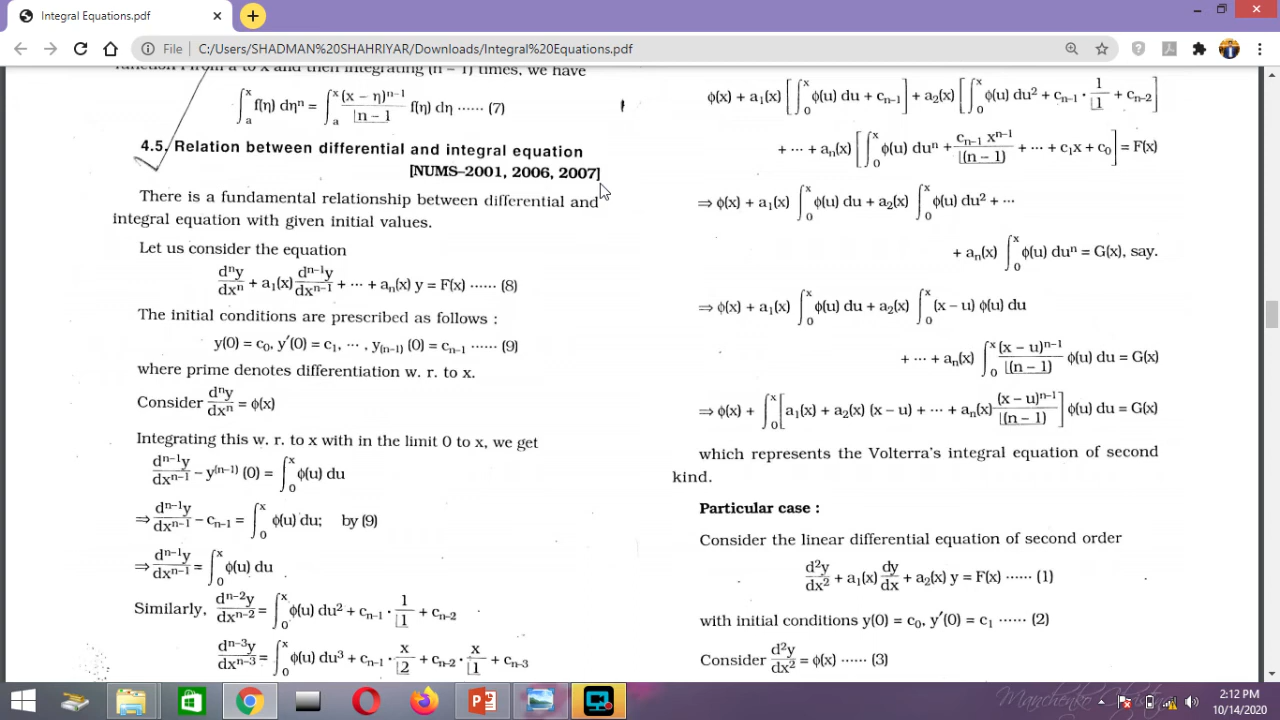 Integral Equations.pdf
File C:/Users/SHADMAN%20SHAHRIYAR/Downloads/Integral%20Equations.pdf
function f from a to x and then integrating (n – 1) times, we have
∫ₐˣ f(η) dηⁿ = ∫ₐˣ (x – η)ⁿ⁻¹ / ⌊n – 1 f(η) dη ...... (7)
4.5. Relation between differential and integral equation
[NUMS–2001, 2006, 2007]
There is a fundamental relationship between differential and
integral equation with given initial values.
Let us consider the equation
dⁿy/dxⁿ + a₁(x) dⁿ⁻¹y/dxⁿ⁻¹ + ··· + aₙ(x) y = F(x) ...... (8)
The initial conditions are prescribed as follows :
y(0) = c₀, y′(0) = c₁, ··· , y₍ₙ₋₁₎ (0) = cₙ₋₁ ...... (9)
where prime denotes differentiation w. r. to x.
Consider dⁿy/dxⁿ = ϕ(x)
Integrating this w. r. to x with in the limit 0 to x, we get
dⁿ⁻¹y/dxⁿ⁻¹ – y⁽ⁿ⁻¹⁾ (0) = ∫₀ˣ ϕ(u) du
⇒ dⁿ⁻¹y/dxⁿ⁻¹ – cₙ₋₁ = ∫₀ˣ ϕ(u) du; by (9)
⇒ dⁿ⁻¹y/dxⁿ⁻¹ = ∫₀ˣ ϕ(u) du
Similarly, dⁿ⁻²y/dxⁿ⁻² = ∫₀ˣ ϕ(u) du² + cₙ₋₁ · 1/⌊1 + cₙ₋₂
dⁿ⁻³y/dxⁿ⁻³ = ∫₀ˣ ϕ(u) du³ + cₙ₋₁ · x/⌊2 + cₙ₋₂ · x/⌊1 + cₙ₋₃
ϕ(x) + a₁(x) [∫₀ˣ ϕ(u) du + cₙ₋₁] + a₂(x) [∫₀ˣ ϕ(u) du² + cₙ₋₁ · 1/⌊1 + cₙ₋₂]
+ ··· + aₙ(x) [∫₀ˣ ϕ(u) duⁿ + cₙ₋₁ xⁿ⁻¹/⌊(n – 1) + ··· + c₁x + c₀] = F(x)
⇒ ϕ(x) + a₁(x) ∫₀ˣ ϕ(u) du + a₂(x) ∫₀ˣ ϕ(u) du² + ···
+ aₙ(x) ∫₀ˣ ϕ(u) duⁿ = G(x), say.
⇒ ϕ(x) + a₁(x) ∫₀ˣ ϕ(u) du + a₂(x) ∫₀ˣ (x – u) ϕ(u) du
+ ··· + aₙ(x) ∫₀ˣ (x – u)ⁿ⁻¹/⌊(n – 1) ϕ(u) du = G(x)
⇒ ϕ(x) + ∫₀ˣ [a₁(x) + a₂(x) (x – u) + ··· + aₙ(x) (x – u)ⁿ⁻¹/⌊(n – 1)] ϕ(u) du = G(x)
which represents the Volterra's integral equation of second
kind.
Particular case :
Consider the linear differential equation of second order
d²y/dx² + a₁(x) dy/dx + a₂(x) y = F(x) ...... (1)
with initial conditions y(0) = c₀, y′(0) = c₁ ...... (2)
Consider d²y/dx² = ϕ(x) ...... (3)
2:12 PM
10/14/2020